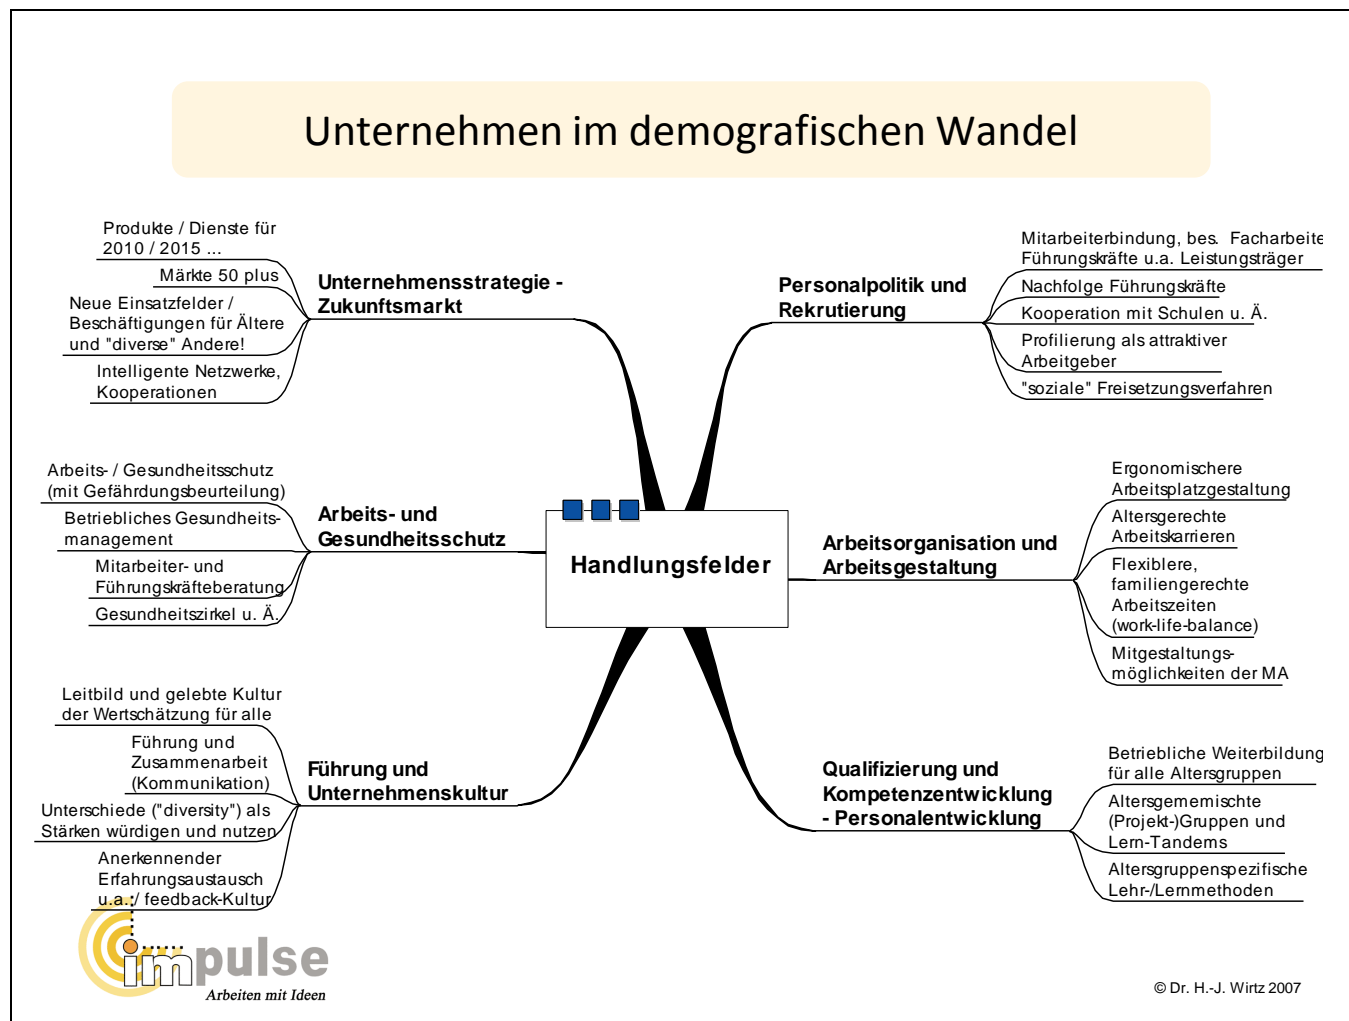 Unternehmen im demografischen Wandel
Produkte / Dienste für
2010 / 2015 ...
Märkte 50 plus
Neue Einsatzfelder /
Beschäftigungen für Ältere
und "diverse" Andere!
Intelligente Netzwerke,
Kooperationen
Unternehmensstrategie -
Zukunftsmarkt
Arbeits- / Gesundheitsschutz
(mit Gefährdungsbeurteilung)
Betriebliches Gesundheits-
management
Mitarbeiter- und
Führungskräfteberatung
Gesundheitszirkel u. Ä.
Arbeits- und
Gesundheitsschutz
Leitbild und gelebte Kultur
der Wertschätzung für alle
Führung und
Zusammenarbeit
(Kommunikation)
Unterschiede ("diversity") als
Stärken würdigen und nutzen
Anerkennender
Erfahrungsaustausch
u.a. / feedback-Kultur
Führung und
Unternehmenskultur
Handlungsfelder
Personalpolitik und
Rekrutierung
Mitarbeiterbindung, bes. Facharbeite
Führungskräfte u.a. Leistungsträger
Nachfolge Führungskräfte
Kooperation mit Schulen u. Ä.
Profilierung als attraktiver
Arbeitgeber
"soziale" Freisetzungsverfahren
Arbeitsorganisation und
Arbeitsgestaltung
Ergonomischere
Arbeitsplatzgestaltung
Altersgerechte
Arbeitskarrieren
Flexiblere,
familiengerechte
Arbeitszeiten
(work-life-balance)
Mitgestaltungs-
möglichkeiten der MA
Qualifizierung und
Kompetenzentwicklung
- Personalentwicklung
Betriebliche Weiterbildung
für alle Altersgruppen
Altersgememischte
(Projekt-)Gruppen und
Lern-Tandems
Altersgruppenspezifische
Lehr-/Lernmethoden
impulse
Arbeiten mit Ideen
© Dr. H.-J. Wirtz 2007